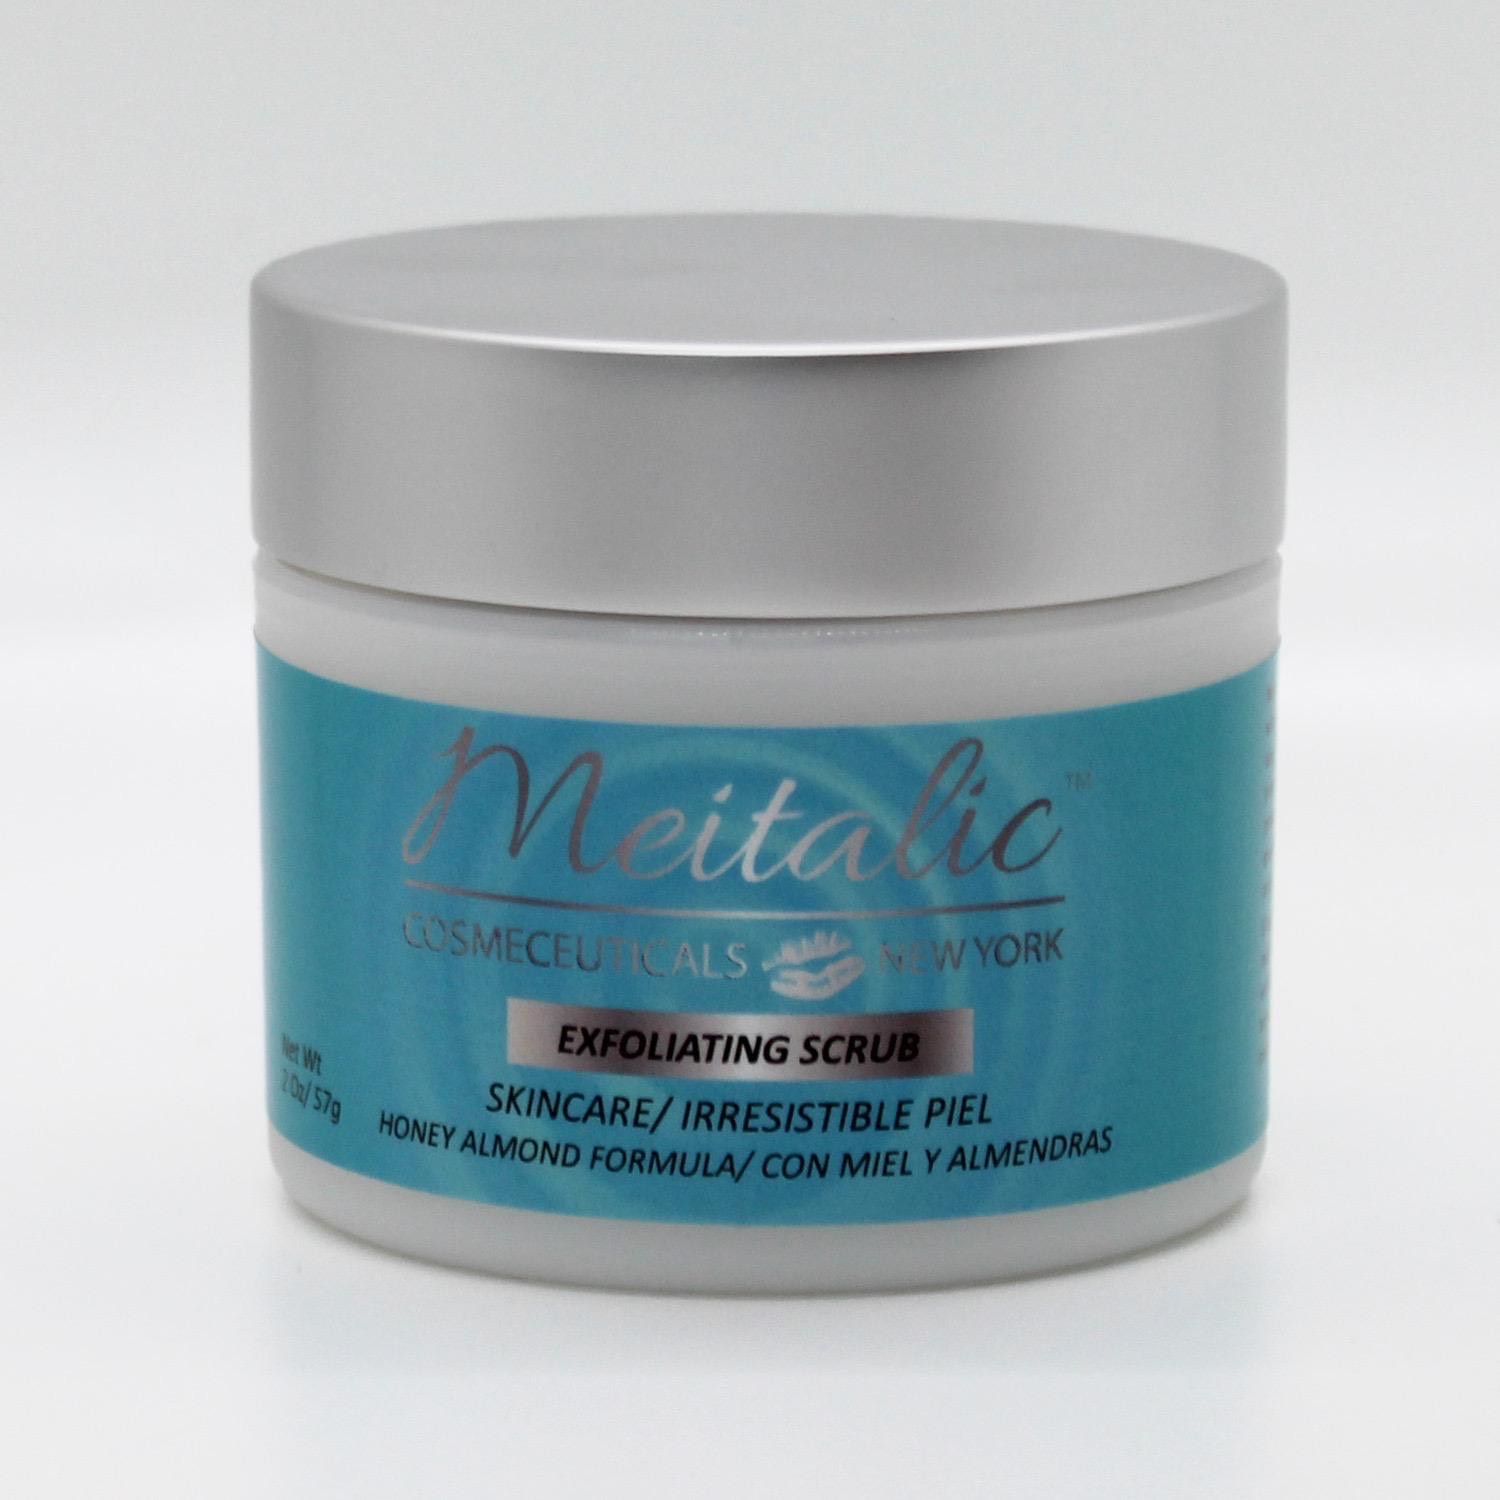 Meitalic™
COSMECEUTICALS NEW YORK
EXFOLIATING SCRUB
SKINCARE/ IRRESISTIBLE PIEL
HONEY ALMOND FORMULA/ CON MIEL Y ALMENDRAS
Net Wt
2 Oz/ 57g